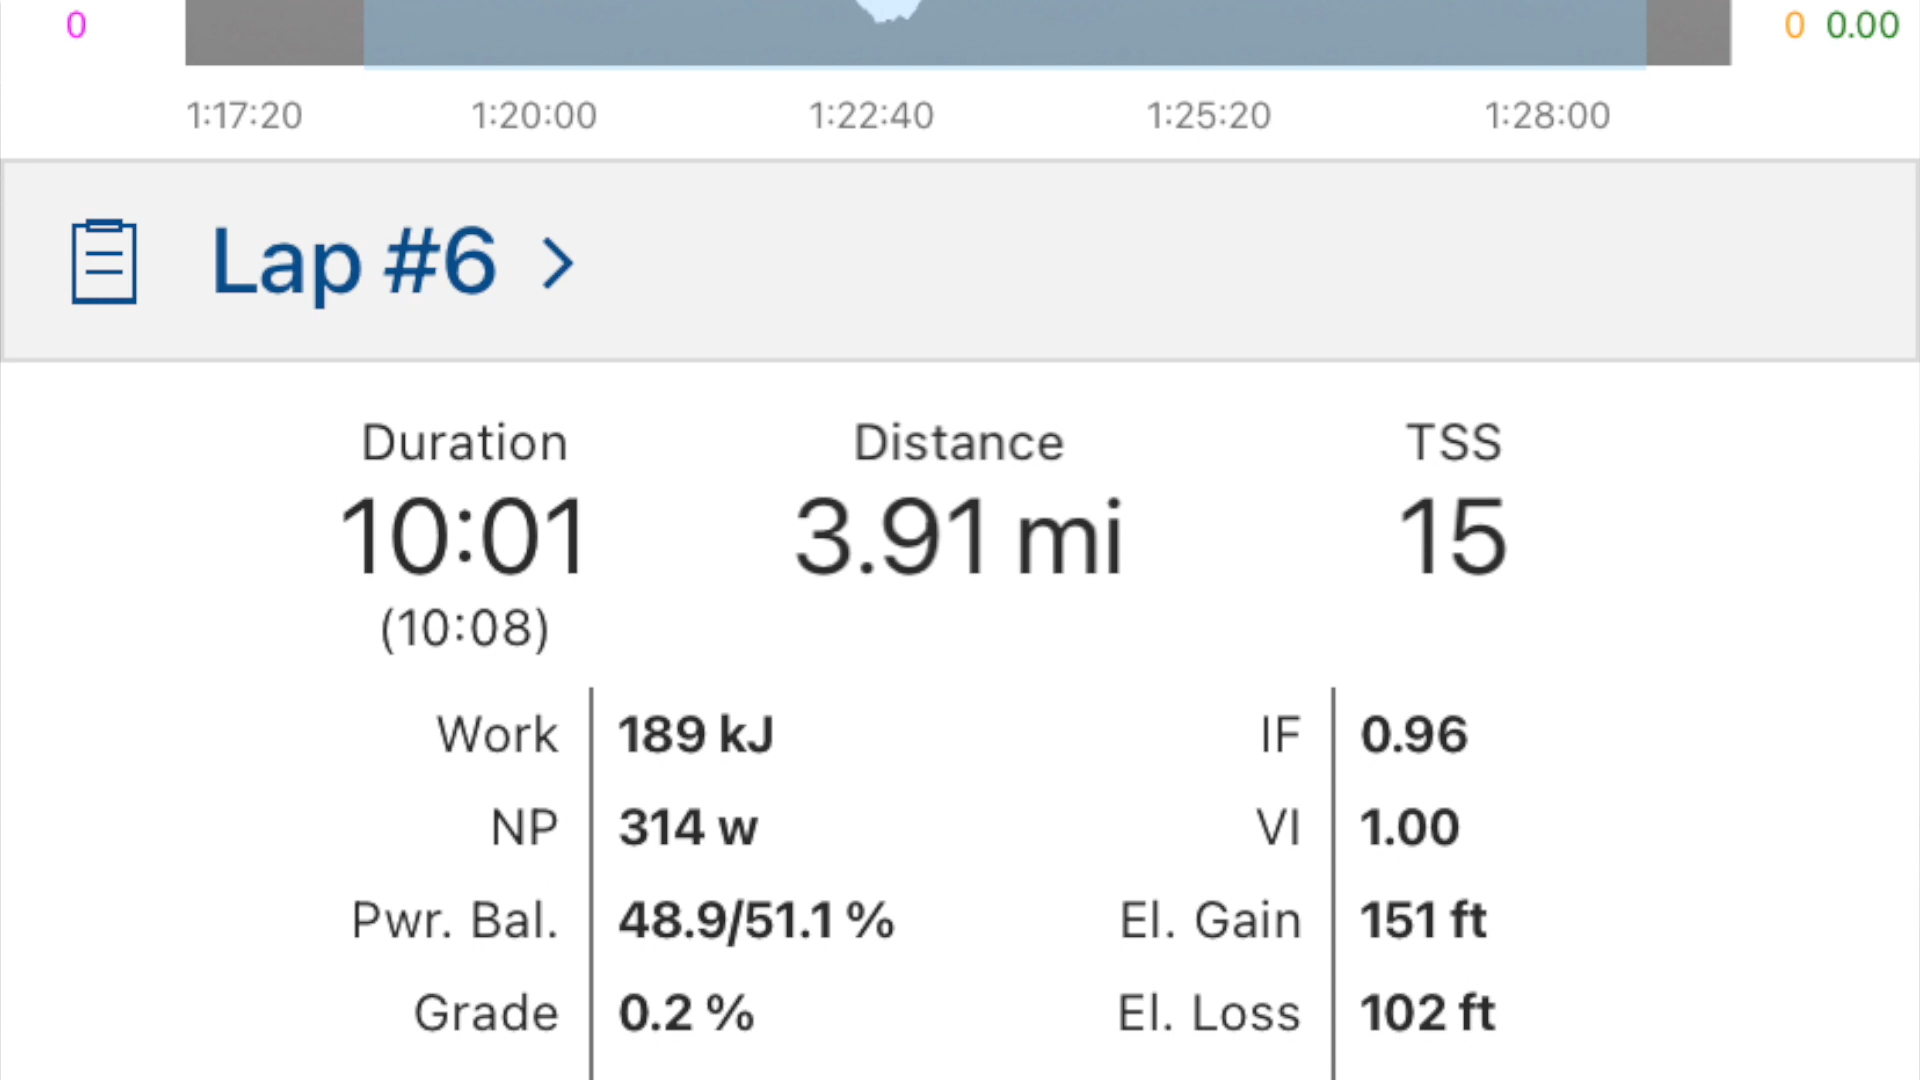 0 0 0.00
1:17:20 1:20:00 1:22:40 1:25:20 1:28:00
Lap #6 >
Duration Distance TSS
10:01 3.91 mi 15
(10:08)
Work 189 kJ IF 0.96
NP 314 w VI 1.00
Pwr. Bal. 48.9/51.1 % El. Gain 151 ft
Grade 0.2 % El. Loss 102 ft